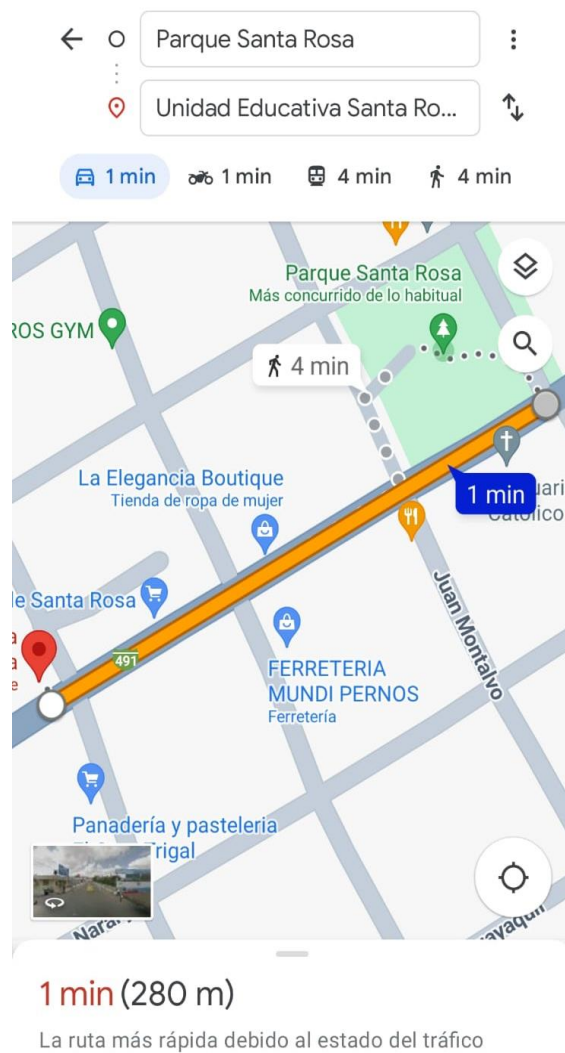 Parque Santa Rosa
Unidad Educativa Santa Ro...
1 min
1 min
4 min
4 min
Parque Santa Rosa
Más concurrido de lo habitual
ROS GYM
4 min
La Elegancia Boutique
Tienda de ropa de mujer
1 min
Católico
le Santa Rosa
Juan Montalvo
491
FERRETERIA
MUNDI PERNOS
Ferretería
Panadería y pasteleria
Trigal
1 min (280 m)
La ruta más rápida debido al estado del tráfico